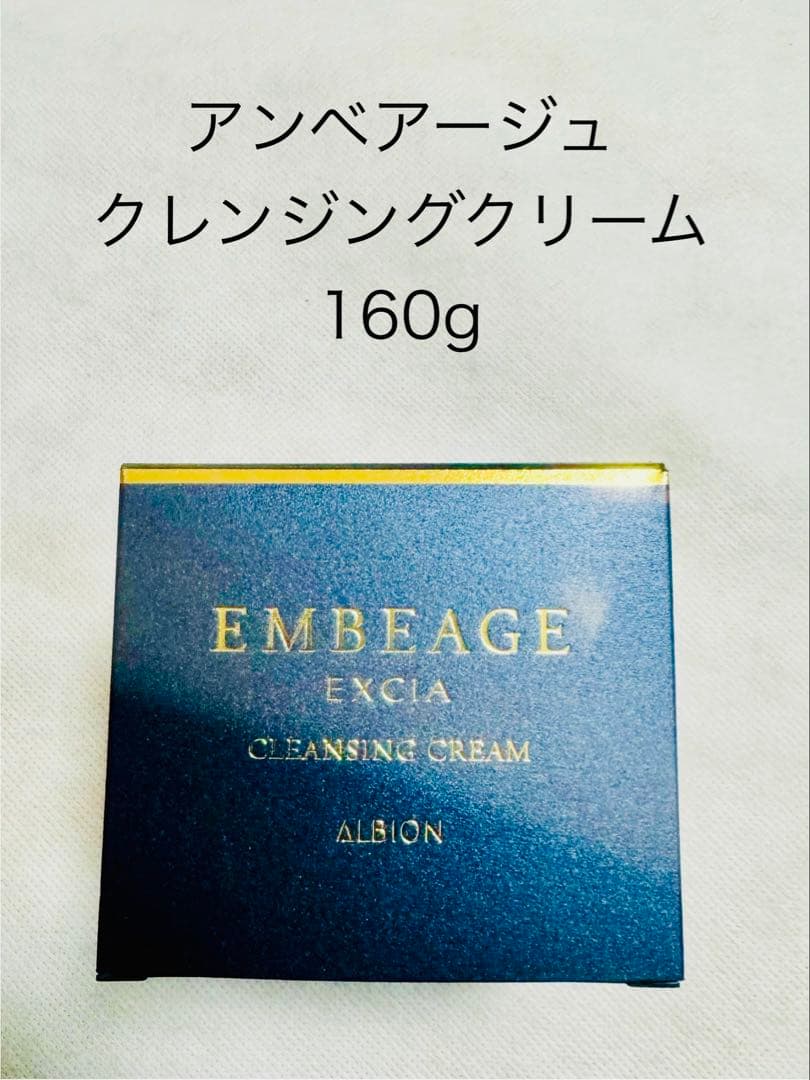 アンベアージュ
クレンジングクリーム
160g
EMBEAGE
EXCIA
CLEANSING CREAM
ALBION